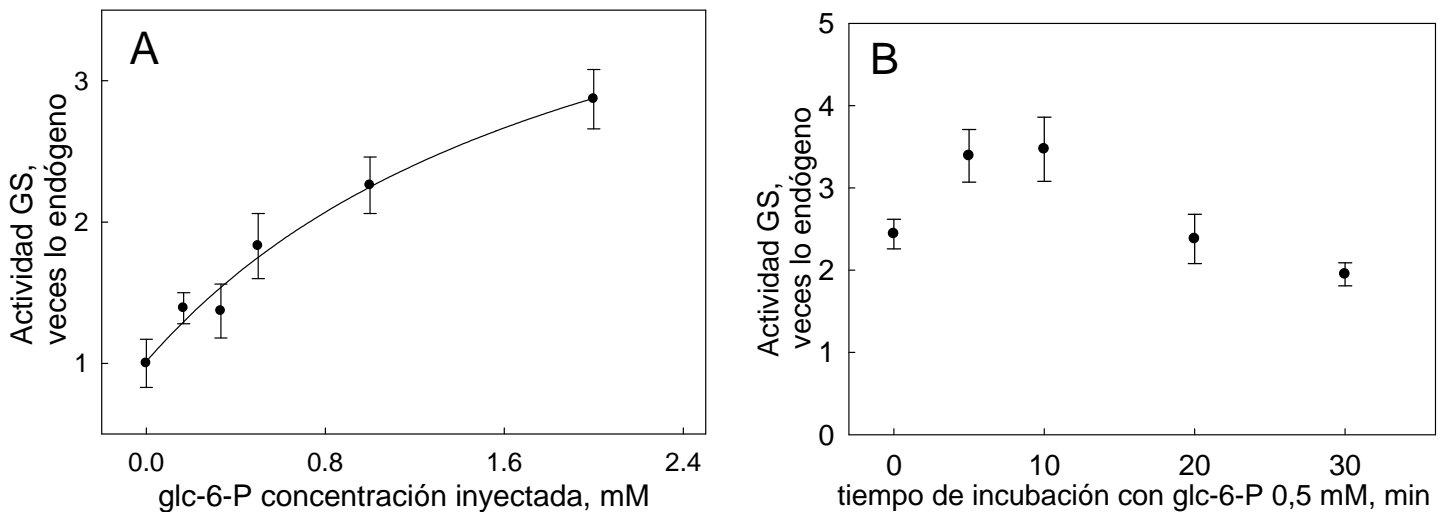 A
Actividad GS,
veces lo endógeno
3
2
1
0.0 0.8 1.6 2.4
glc-6-P concentración inyectada, mM
B
Actividad GS,
veces lo endógeno
5
4
3
2
1
0
0 10 20 30
tiempo de incubación con glc-6-P 0,5 mM, min